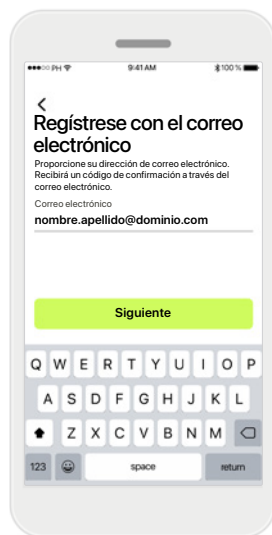 PH 9:41 AM 100 %
Regístrese con el correo
electrónico
Proporcione su dirección de correo electrónico.
Recibirá un código de confirmación a través del
correo electrónico.
Correo electrónico
nombre.apellido@dominio.com
Siguiente
Q W E R T Y U I O P
A S D F G H J K L
Z X C V B N M
123 space return